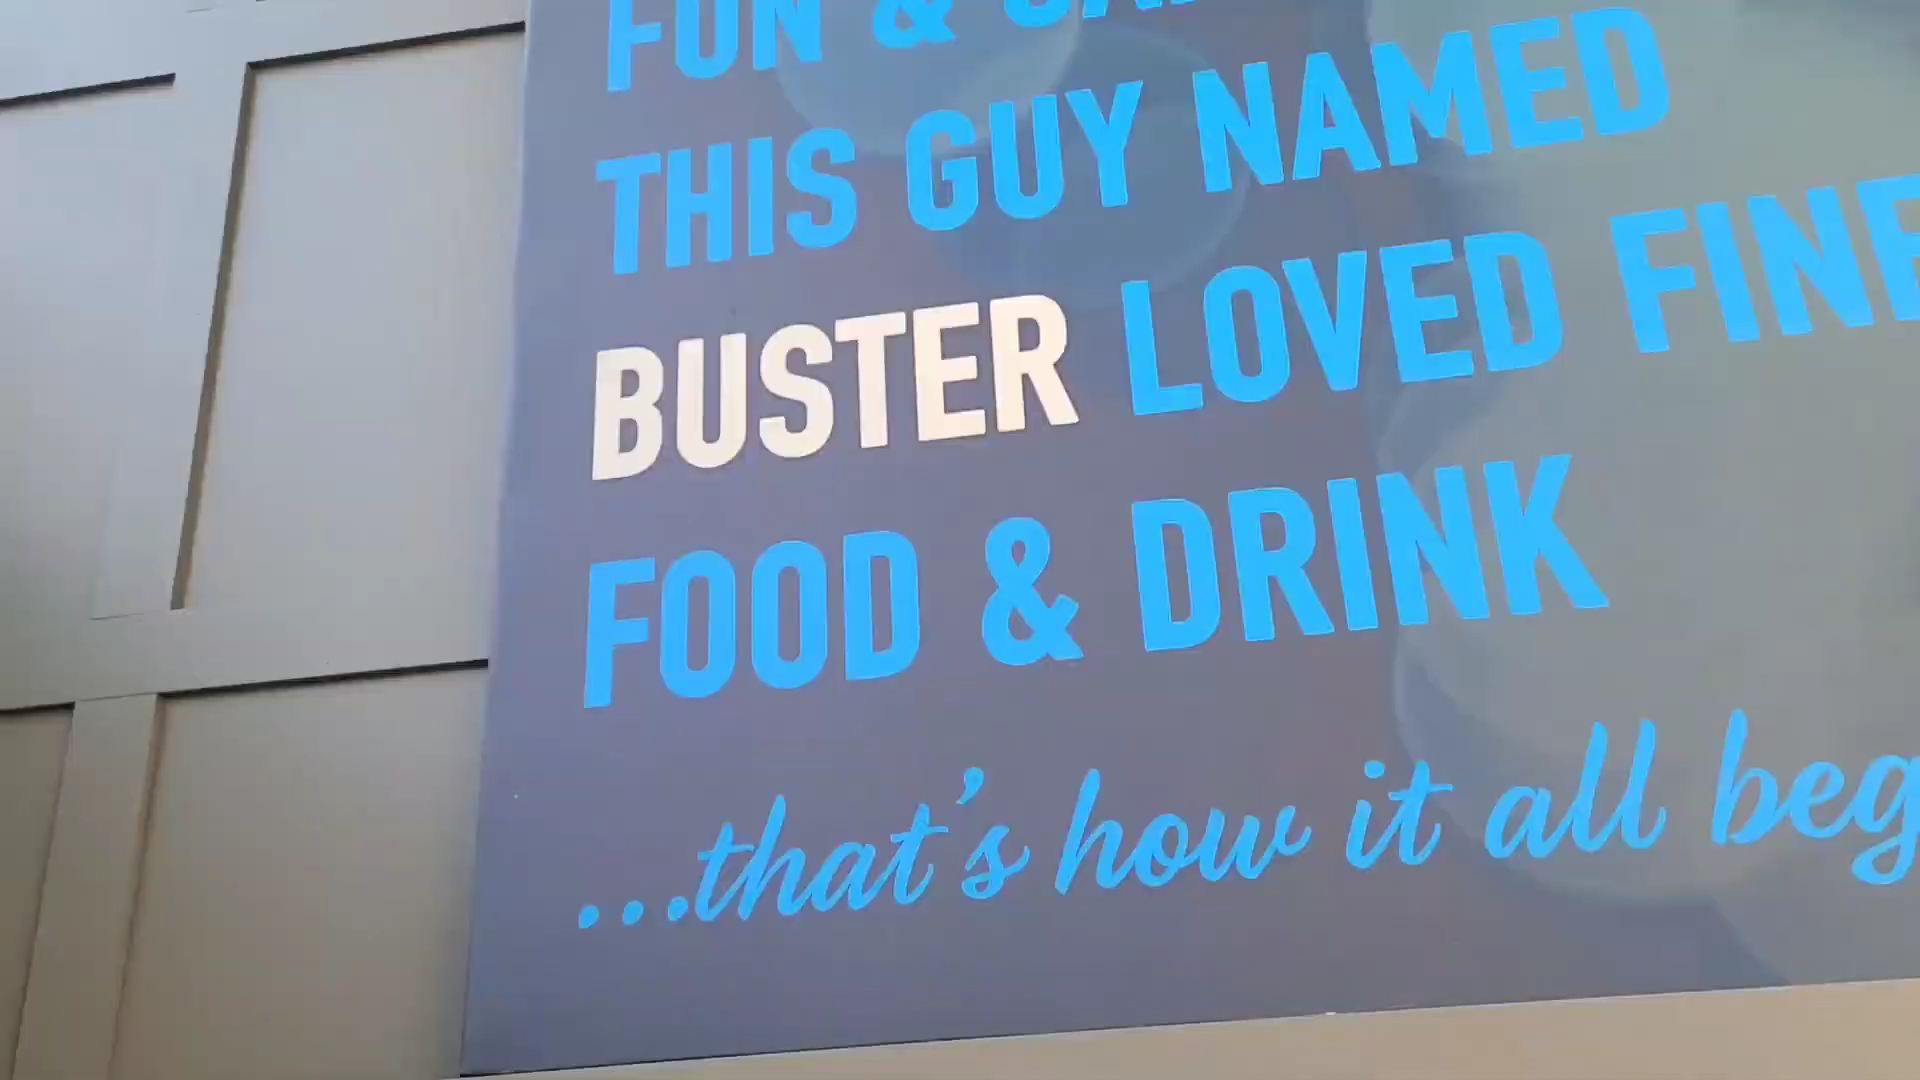 FUN &
THIS GUY NAMED
BUSTER LOVED FINE
FOOD & DRINK
...that's how it all beg